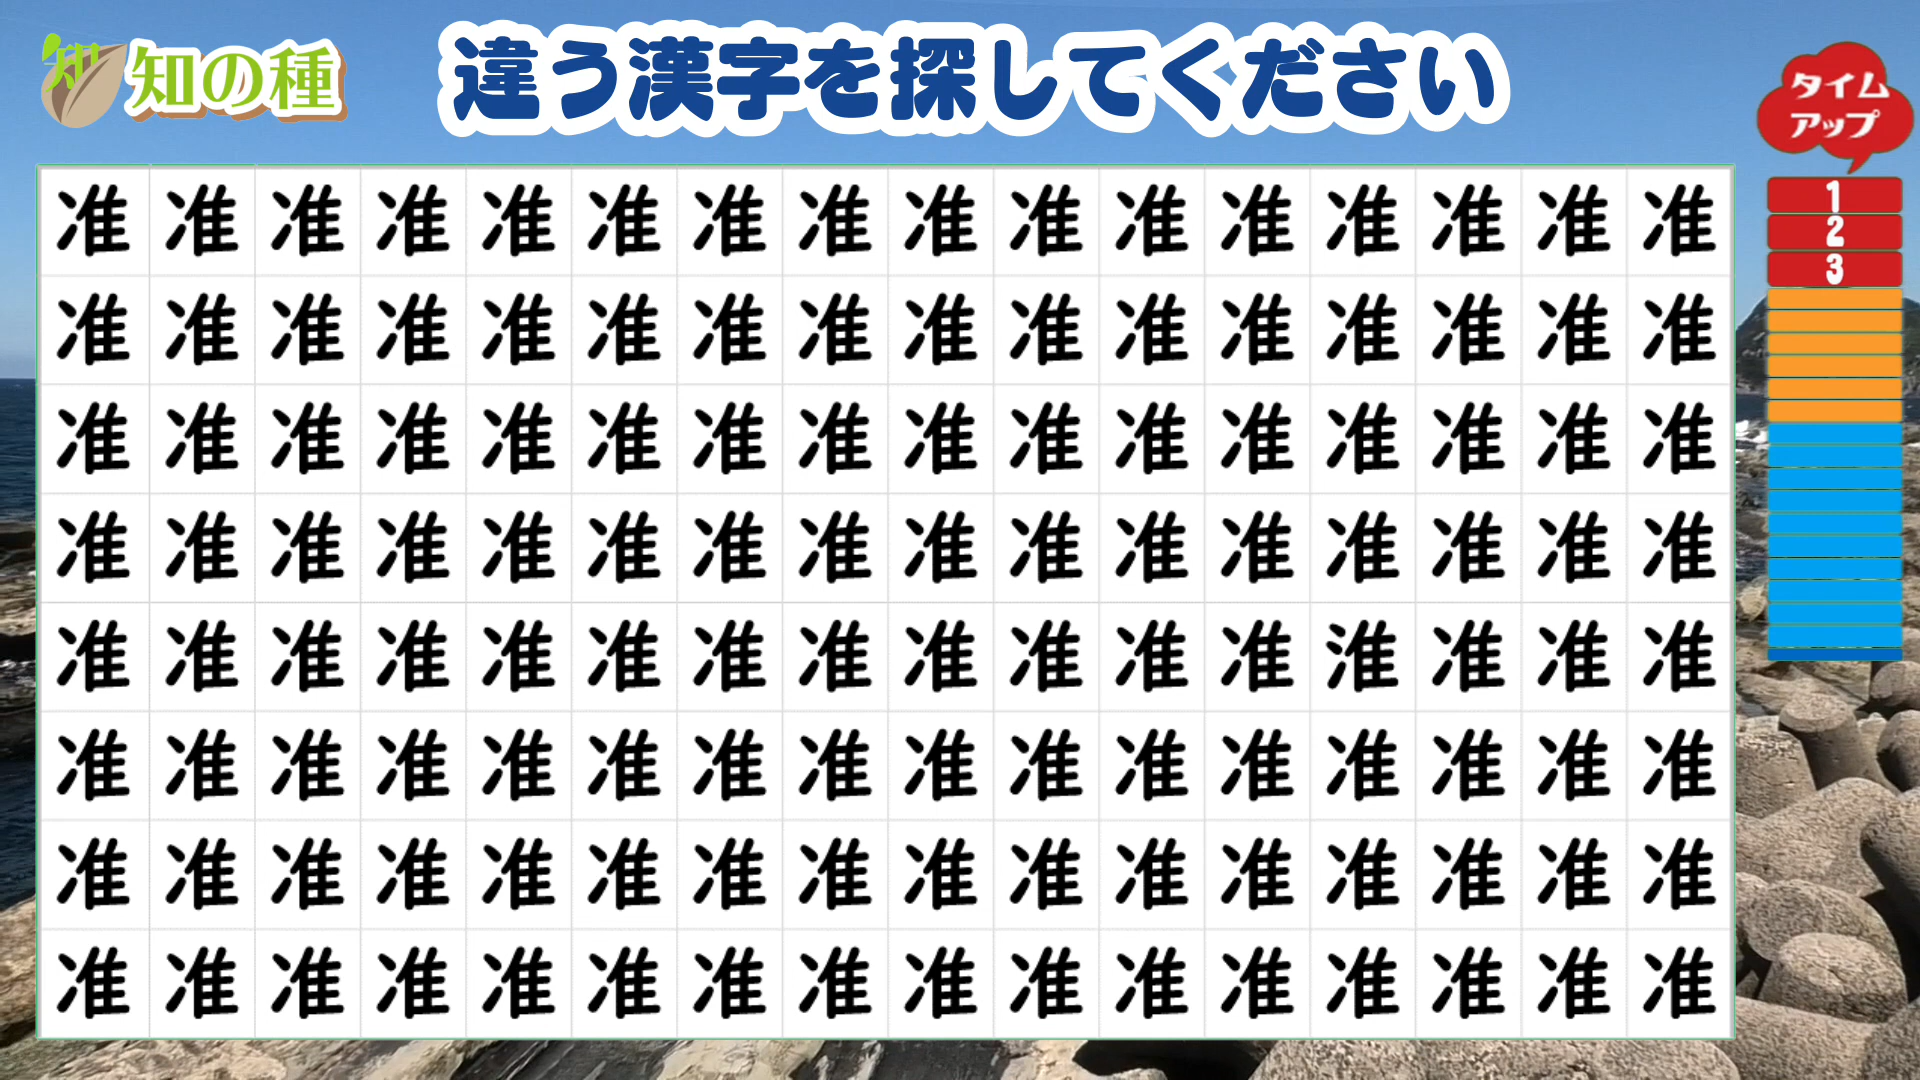 知 知の種
違う漢字を探してください
タイム
アップ
1
2
3
准准准准准准准准准准准准准准准准
准准准准准准准准准准准准准准准准
准准准准准准准准准准准准准准准准
准准准准准准准准准准准准准准准准
准准准准准准准准准准准准淮准准准
准准准准准准准准准准准准准准准准
准准准准准准准准准准准准准准准准
准准准准准准准准准准准准准准准准